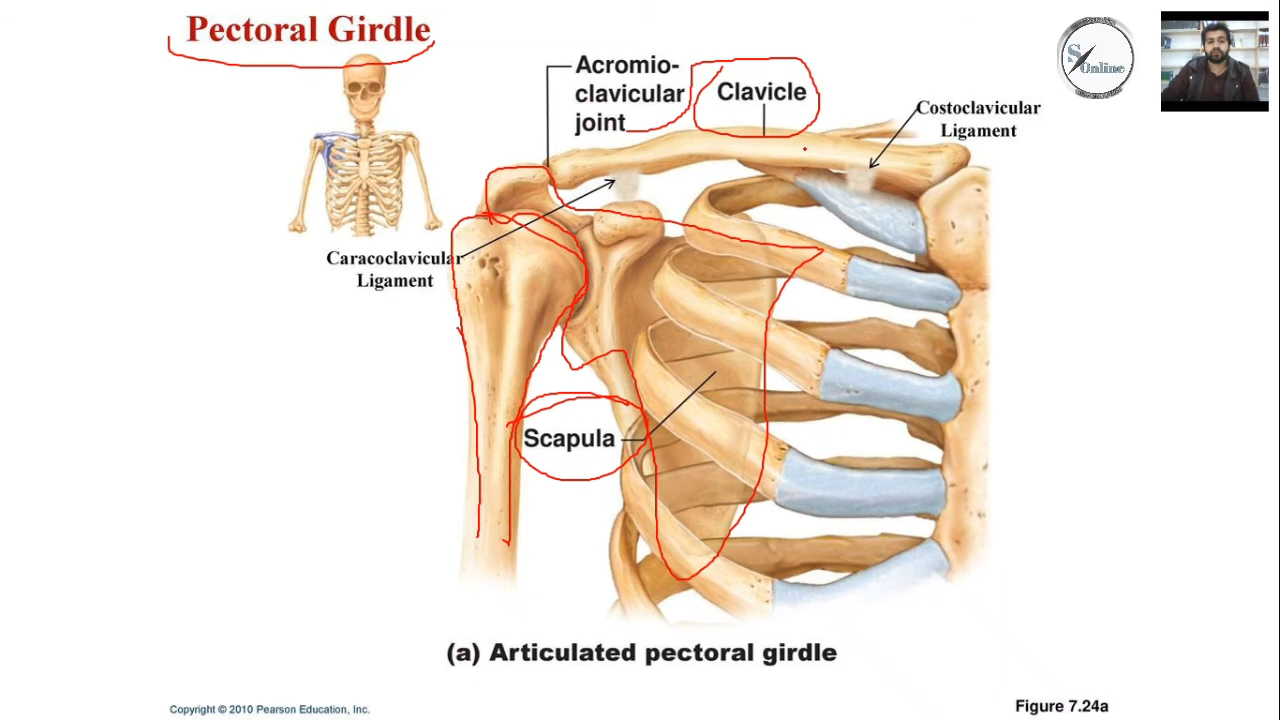 Pectoral Girdle
Acromio-
clavicular
joint
Clavicle
Costoclavicular
Ligament
S
Online
Caracoclavicular
Ligament
Scapula
(a) Articulated pectoral girdle
Copyright © 2010 Pearson Education, Inc.
Figure 7.24a